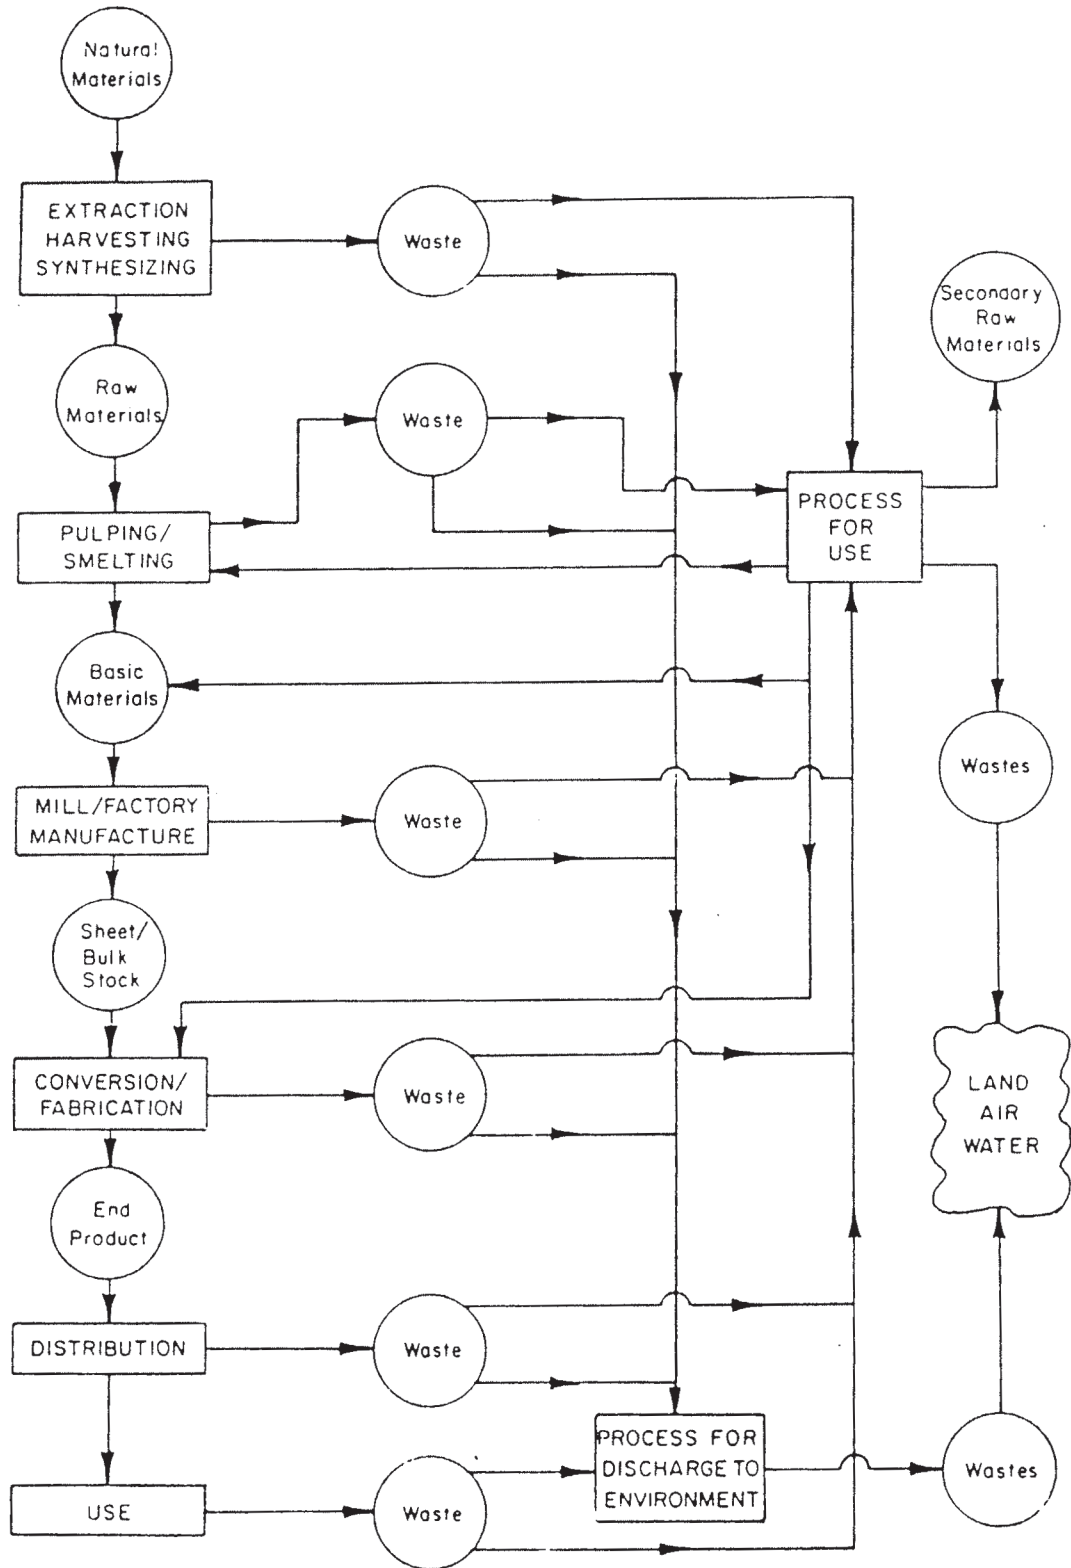 Natural
Materials
EXTRACTION
HARVESTING
SYNTHESIZING
Waste
Secondary
Raw
Materials
Raw
Materials
Waste
PROCESS
FOR
USE
PULPING/
SMELTING
Basic
Materials
Wastes
MILL/FACTORY
MANUFACTURE
Waste
Sheet/
Bulk
Stock
CONVERSION/
FABRICATION
Waste
LAND
AIR
WATER
End
Product
DISTRIBUTION
Waste
PROCESS FOR
DISCHARGE TO
ENVIRONMENT
Wastes
USE
Waste